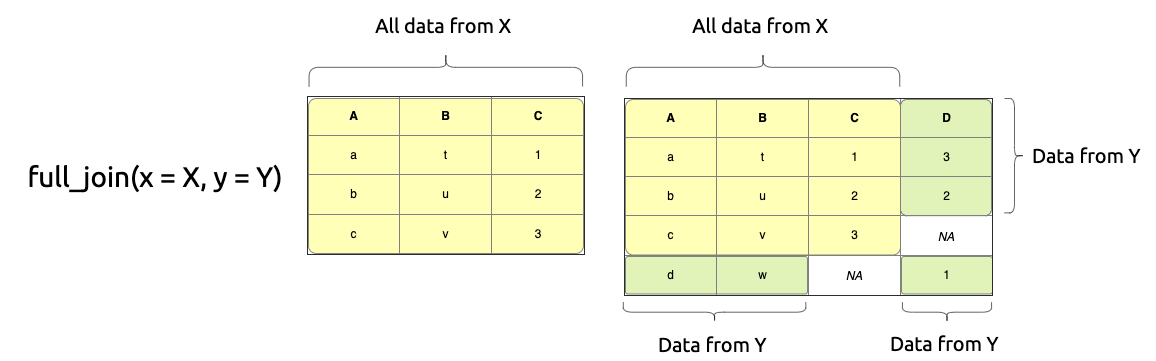 All data from X
All data from X
full_join(x = X, y = Y)
A B C
a t 1
b u 2
c v 3
A B C D
a t 1 3
b u 2 2
c v 3 NA
d w NA 1
Data from Y
Data from Y
Data from Y